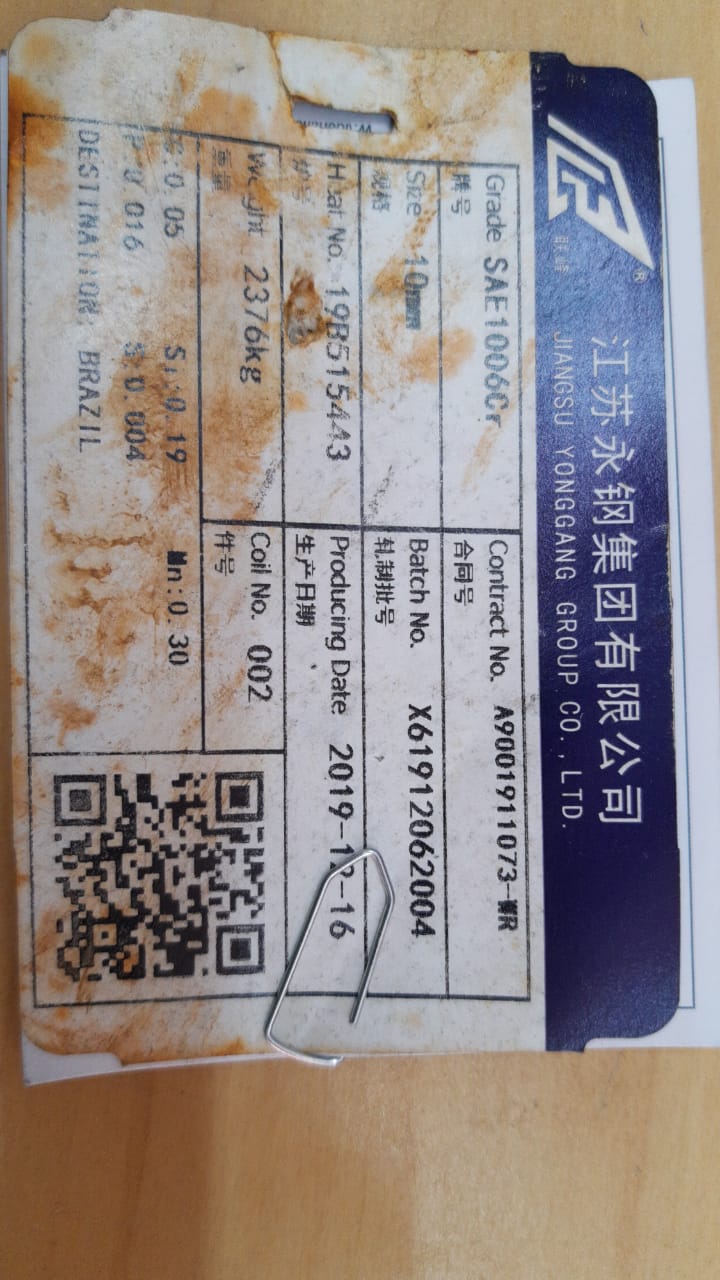 江苏永钢集团有限公司
JIANGSU YONGGANG GROUP CO.,LTD.
Grade SAE1006Cr Contract No. A9001911073-WR
牌号 合同号
Size 10mm Batch No. X61912062004
规格 轧制批号
Heat No. 19B515443 Producing Date 2019-12-16
炉号 生产日期
Weight 2376kg Coil No. 002
重量 件号
0.05 Si:0.19 Mn:0.30
P:0.016 S:0.004
DESTINATION: BRAZIL